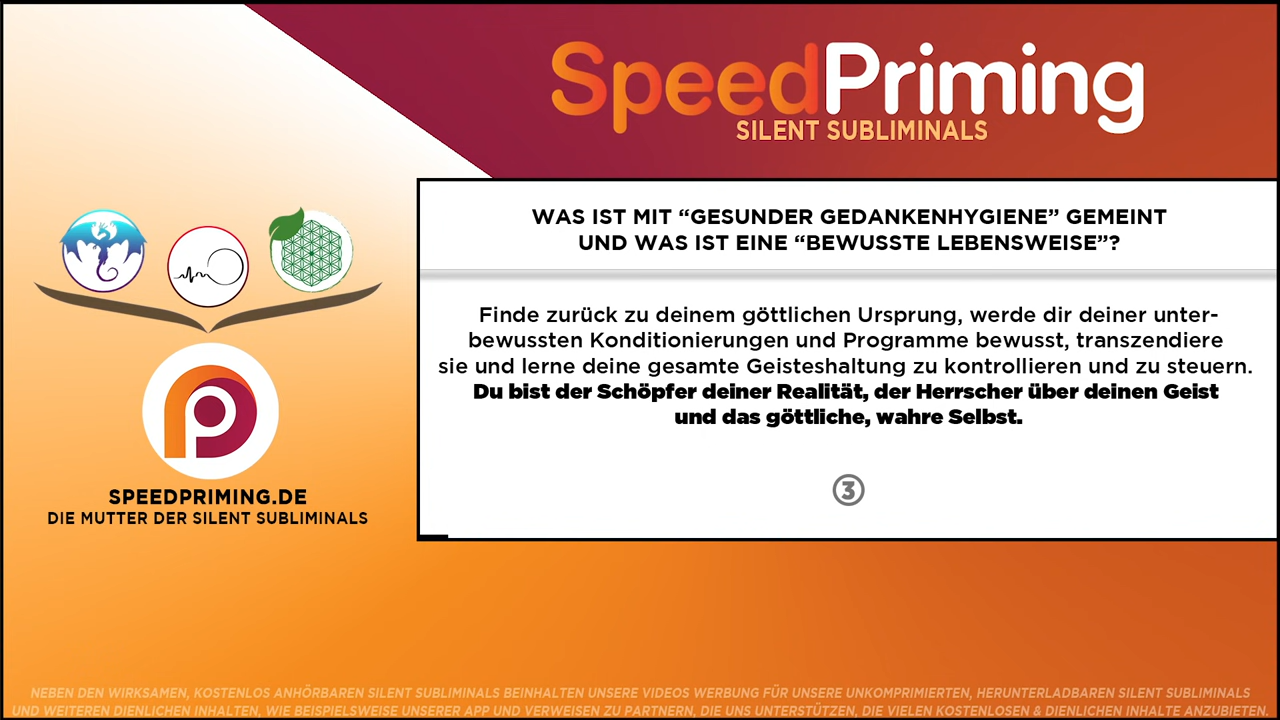 SpeedPriming
SILENT SUBLIMINALS
WAS IST MIT “GESUNDER GEDANKENHYGIENE” GEMEINT
UND WAS IST EINE “BEWUSSTE LEBENSWEISE”?
Finde zurück zu deinem göttlichen Ursprung, werde dir deiner unter-
bewussten Konditionierungen und Programme bewusst, transzendiere
sie und lerne deine gesamte Geisteshaltung zu kontrollieren und zu steuern.
Du bist der Schöpfer deiner Realität, der Herrscher über deinen Geist
und das göttliche, wahre Selbst.
③
SPEEDPRIMING.DE
DIE MUTTER DER SILENT SUBLIMINALS
NEBEN DEN WIRKSAMEN, KOSTENLOS ANHÖRBAREN SILENT SUBLIMINALS BEINHALTEN UNSERE VIDEOS WERBUNG FÜR UNSERE UNKOMPRIMIERTEN, HERUNTERLADBAREN SILENT SUBLIMINALS
UND WEITEREN DIENLICHEN INHALTEN, WIE BEISPIELSWEISE UNSERER APP UND VERWEISEN ZU PARTNERN, DIE UNS UNTERSTÜTZEN, DIE VIELEN KOSTENLOSEN & DIENLICHEN INHALTE ANZUBIETEN.